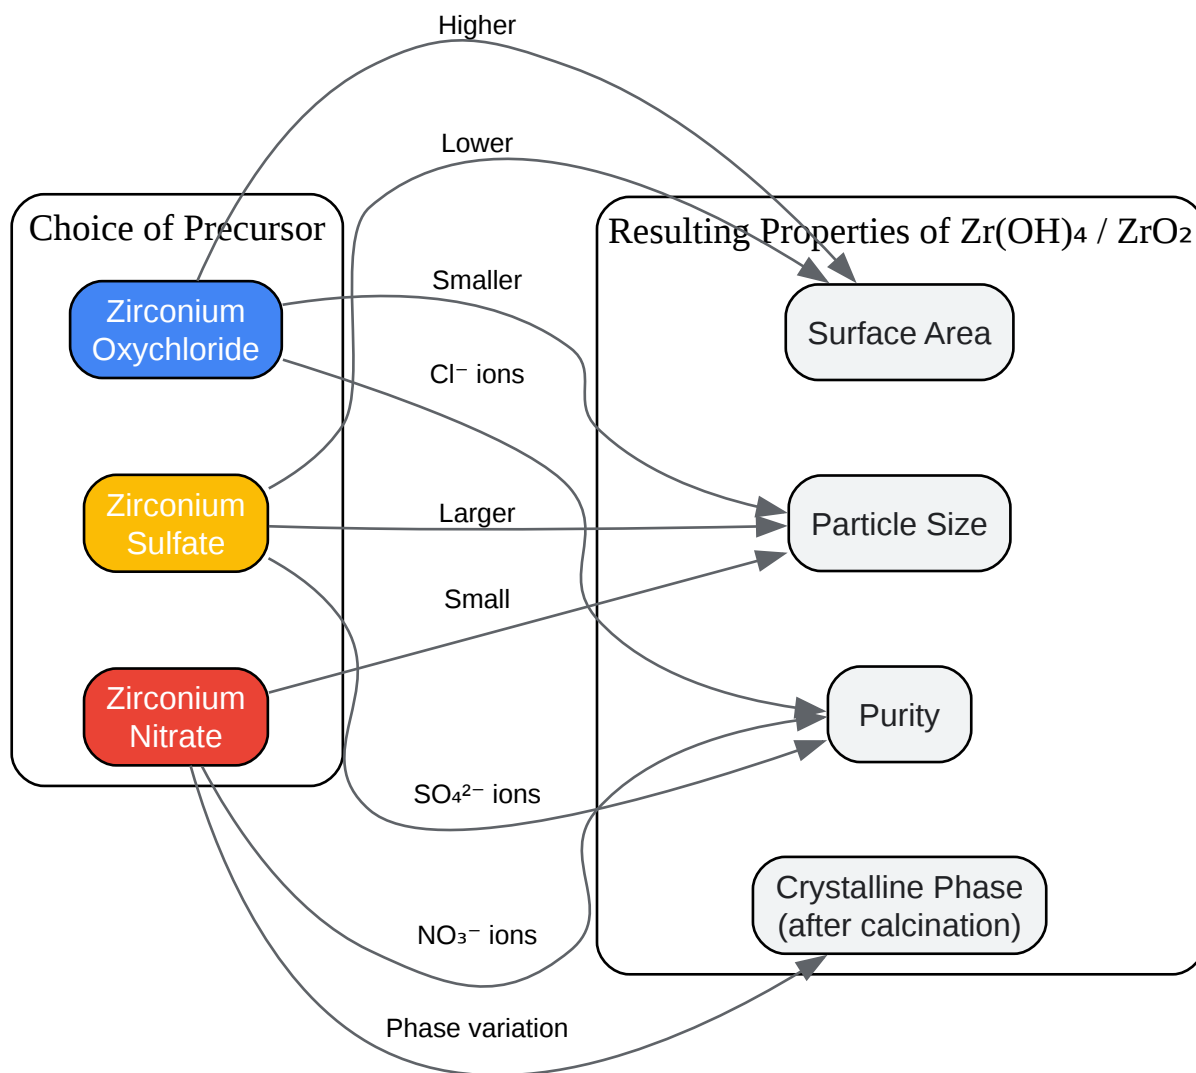 Higher
Lower
Choice of Precursor
Resulting Properties of Zr(OH)₄ / ZrO₂
Zirconium
Oxychloride
Smaller
Surface Area
Cl⁻ ions
Zirconium
Sulfate
Larger
Particle Size
Small
Zirconium
Nitrate
Purity
SO₄²⁻ ions
Crystalline Phase
(after calcination)
NO₃⁻ ions
Phase variation